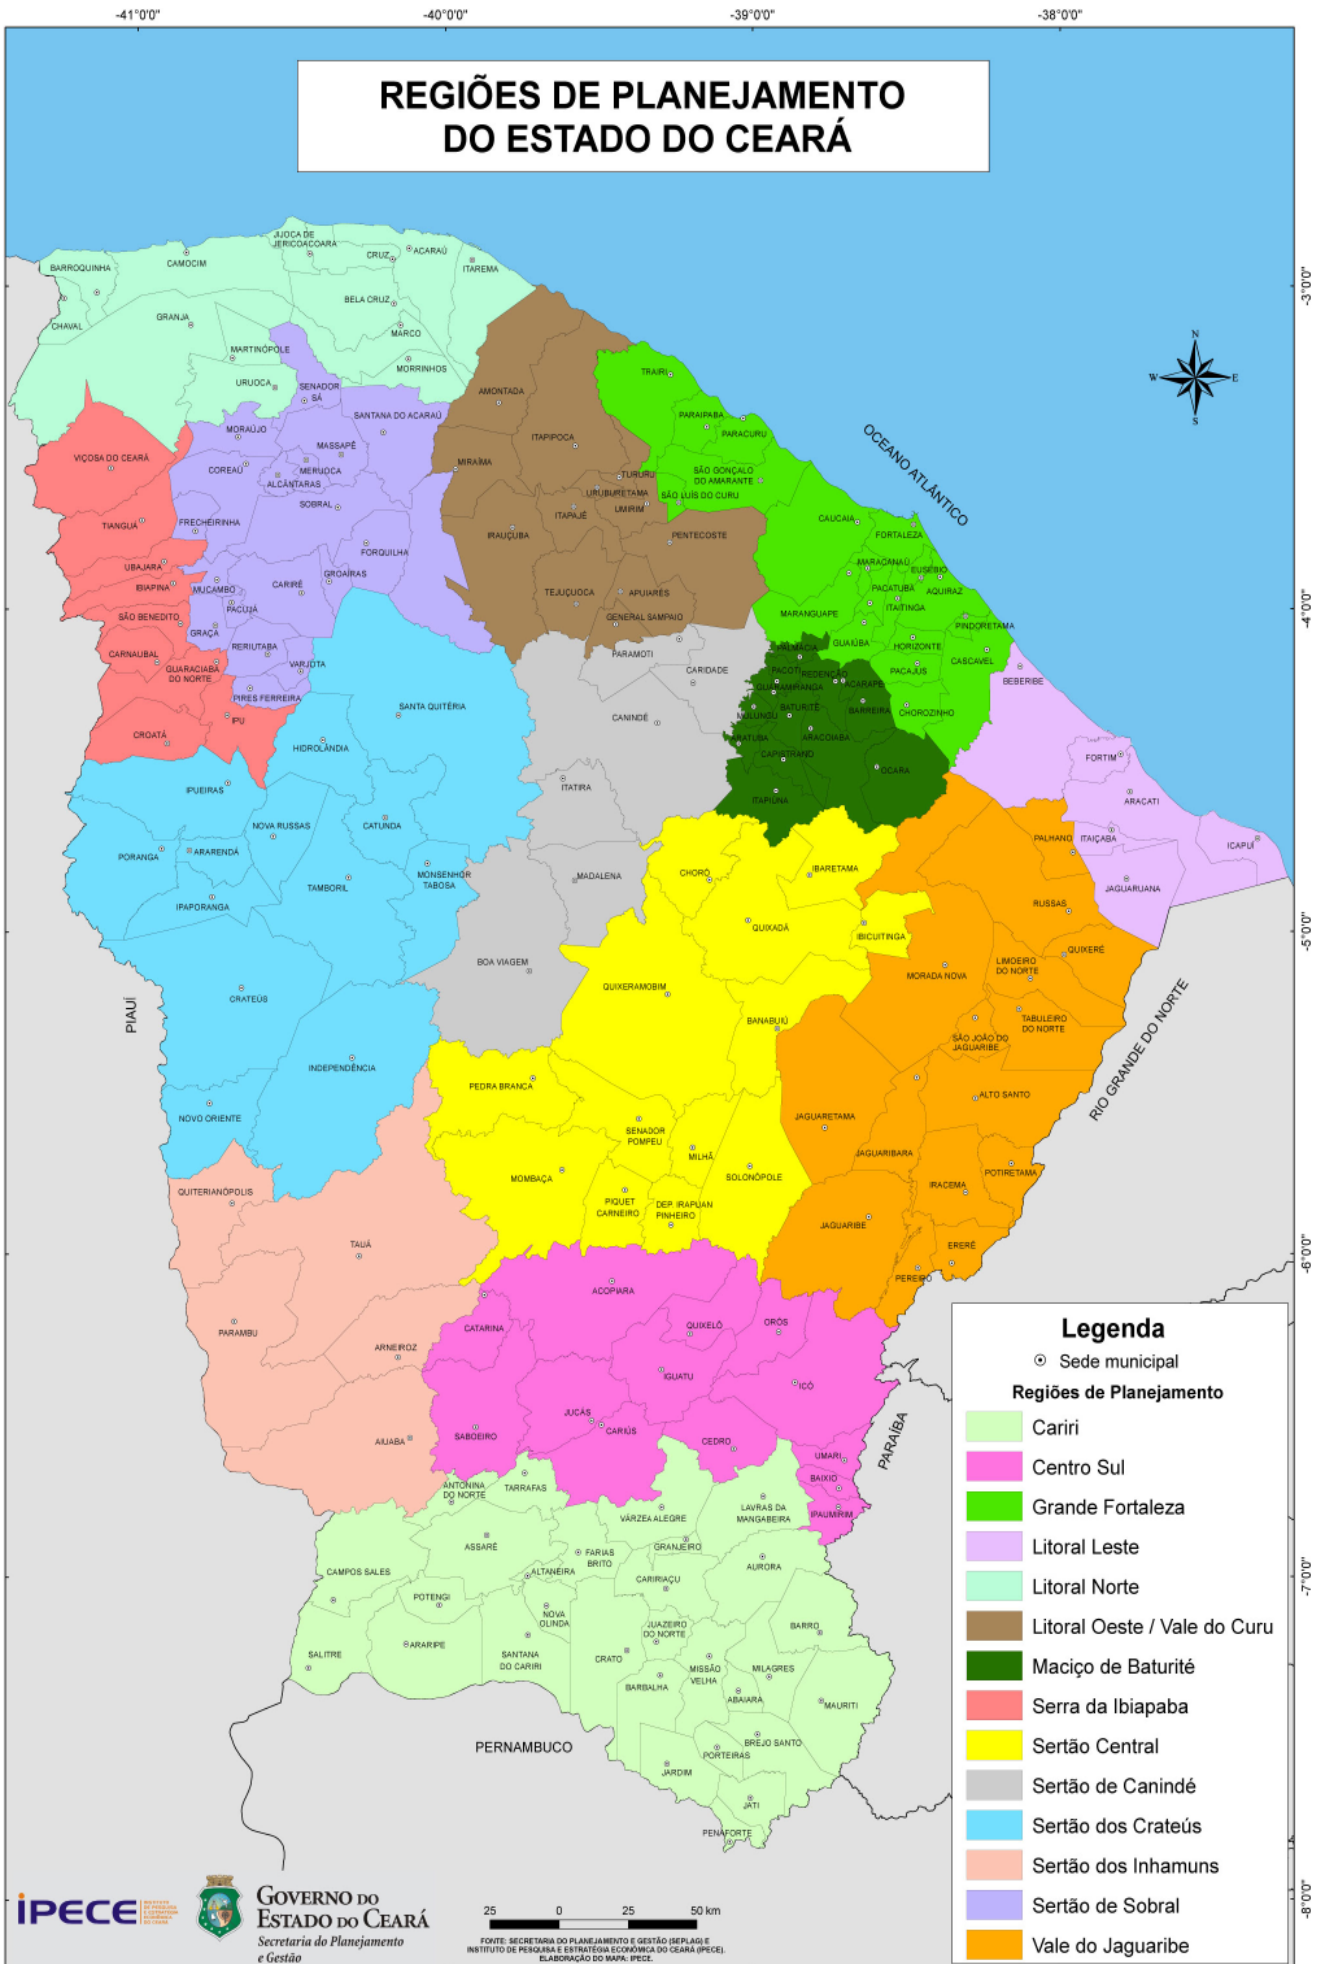 -41°0'0"
-40°0'0"
-39°0'0"
-38°0'0"
REGIÕES DE PLANEJAMENTO
DO ESTADO DO CEARÁ
JIJOCA DE
JERICOACOARÁ
ACARAÚ
CRUZ
BARROQUINHA
CAMOCIM
ITAREMA
-3°0'0"
BELA CRUZ
CHAVAL
GRANJA
MARCO
MARTINÓPOLE
MORRINHOS
N
W
E
S
URUOCA
SENADOR
SÁ
AMONTADA
TRAIRI
SANTANA DO ACARAÚ
PARAIPABA
PARACURU
MORAÚJO
ITAPIPOCA
MASSAPÊ
OCEANO ATLÂNTICO
VIÇOSA DO CEARÁ
COREAÚ
MERUOCA
MIRAÍMA
ALCÂNTARAS
TURURU
SÃO GONÇALO
DO AMARANTE
URUBURETAMA
SÃO LUÍS DO CURU
SOBRAL
UMIRIM
TIANGUÁ
FRECHEIRINHA
ITAPAJÉ
CAUCAIA
IRAUÇUBA
PENTECOSTE
FORTALEZA
FORQUILHA
UBAJARA
MARACANAÚ
EUSÉBIO
GROAÍRAS
IBIAPINA
MUCAMBO
CARIRÉ
PACATUBA
AQUIRAZ
TEJUÇUOCA
APUIARÉS
ITAITINGA
PACUJÁ
-4°0'0"
SÃO BENEDITO
GENERAL SAMPAIO
MARANGUAPE
PINDORETAMA
GRAÇA
GUAIÚBA
HORIZONTE
RERIUTABA
PARAMOTI
PALMÁCIA
CARNAUBAL
CASCAVEL
GUARACIABA
DO NORTE
VARJOTA
CARIDADE
PACOTI
REDENÇÃO
PACAJUS
BEBERIBE
ACARAPE
GUARAMIRANGA
PIRES FERREIRA
SANTA QUITÉRIA
BATURITÉ
BARREIRA
CHOROZINHO
MULUNGU
IPU
CANINDÉ
CROATÁ
ARATUBA
ARACOIABA
HIDROLÂNDIA
CAPISTRANO
FORTIM
OCARA
IPUEIRAS
ITATIRA
ITAPIÚNA
ARACATI
NOVA RUSSAS
CATUNDA
PALHANO
ITAIÇABA
ICAPUÍ
PORANGA
ARARENDÁ
MONSENHOR
TABOSA
MADALENA
CHORÓ
IBARETAMA
TAMBORIL
JAGUARUANA
IPAPORANGA
RUSSAS
QUIXADÁ
IBICUITINGA
-5°0'0"
QUIXERÉ
BOA VIAGEM
LIMOEIRO
DO NORTE
MORADA NOVA
QUIXERAMOBIM
CRATEÚS
PIAUÍ
BANABUIÚ
TABULEIRO
DO NORTE
SÃO JOÃO DO
JAGUARIBE
RIO GRANDE DO NORTE
INDEPENDÊNCIA
PEDRA BRANCA
ALTO SANTO
NOVO ORIENTE
JAGUARETAMA
SENADOR
POMPEU
MILHÃ
JAGUARIBARA
POTIRETAMA
SOLONÓPOLE
MOMBAÇA
IRACEMA
QUITERIANÓPOLIS
PIQUET
CARNEIRO
DEP. IRAPUAN
PINHEIRO
JAGUARIBE
TAUÁ
ERERÊ
-6°0'0"
PEREIRO
ACOPIARA
CATARINA
QUIXELÔ
ORÓS
PARAMBU
ARNEIROZ
IGUATU
ICÓ
JUCÁS
CARIÚS
SABOEIRO
AIUABA
CEDRO
PARAÍBA
UMARI
BAIXIO
ANTONINA
DO NORTE
TARRAFAS
LAVRAS DA
MANGABEIRA
IPAUMIRIM
VÁRZEA ALEGRE
ASSARÉ
GRANJEIRO
FARIAS
BRITO
AURORA
CAMPOS SALES
ALTANEIRA
CARIRIAÇU
-7°0'0"
POTENGI
NOVA
OLINDA
JUAZEIRO
DO NORTE
BARRO
SALITRE
ARARIPE
SANTANA
DO CARIRI
CRATO
MISSÃO
VELHA
MILAGRES
BARBALHA
ABAIARA
MAURITI
BREJO SANTO
PERNAMBUCO
PORTEIRAS
JARDIM
JATI
PENAFORTE
-8°0'0"
Legenda
Sede municipal
Regiões de Planejamento
Cariri
Centro Sul
Grande Fortaleza
Litoral Leste
Litoral Norte
Litoral Oeste / Vale do Curu
Maciço de Baturité
Serra da Ibiapaba
Sertão Central
Sertão de Canindé
Sertão dos Crateús
Sertão dos Inhamuns
Sertão de Sobral
Vale do Jaguaribe
IPECE
GOVERNO DO
ESTADO DO CEARÁ
Secretaria do Planejamento
e Gestão
25 0 25 50 km
FONTE: SECRETARIA DO PLANEJAMENTO E GESTÃO (SEPLAG) E
INSTITUTO DE PESQUISA E ESTRATÉGIA ECONÔMICA DO CEARÁ (IPECE).
ELABORAÇÃO DO MAPA: IPECE.